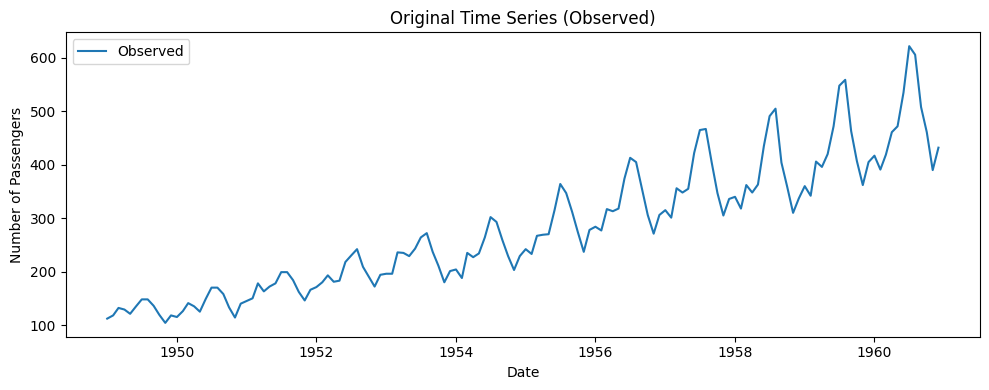 Original Time Series (Observed)
Observed
Number of Passengers
600
500
400
300
200
100
1950 1952 1954 1956 1958 1960
Date